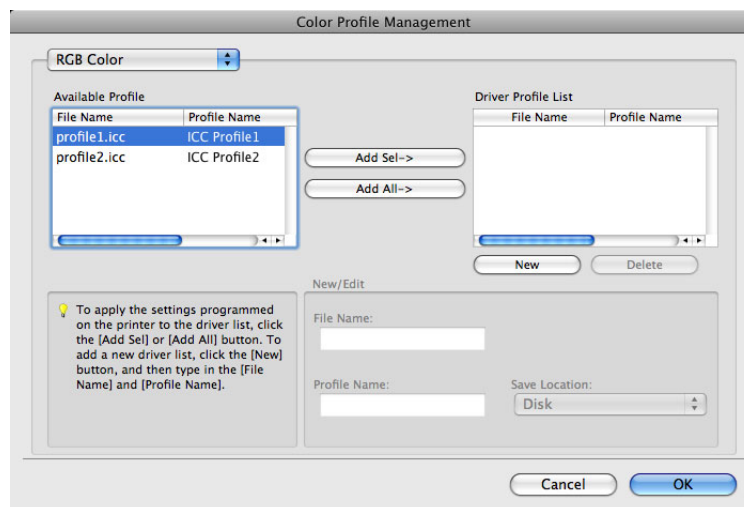 Color Profile Management
RGB Color
Available Profile
File Name Profile Name
profile1.icc ICC Profile1
profile2.icc ICC Profile2
Add Sel->
Add All->
Driver Profile List
File Name Profile Name
New Delete
To apply the settings programmed
on the printer to the driver list, click
the [Add Sel] or [Add All] button. To
add a new driver list, click the [New]
button, and then type in the [File
Name] and [Profile Name].
New/Edit
File Name:
Profile Name:
Save Location:
Disk
Cancel OK